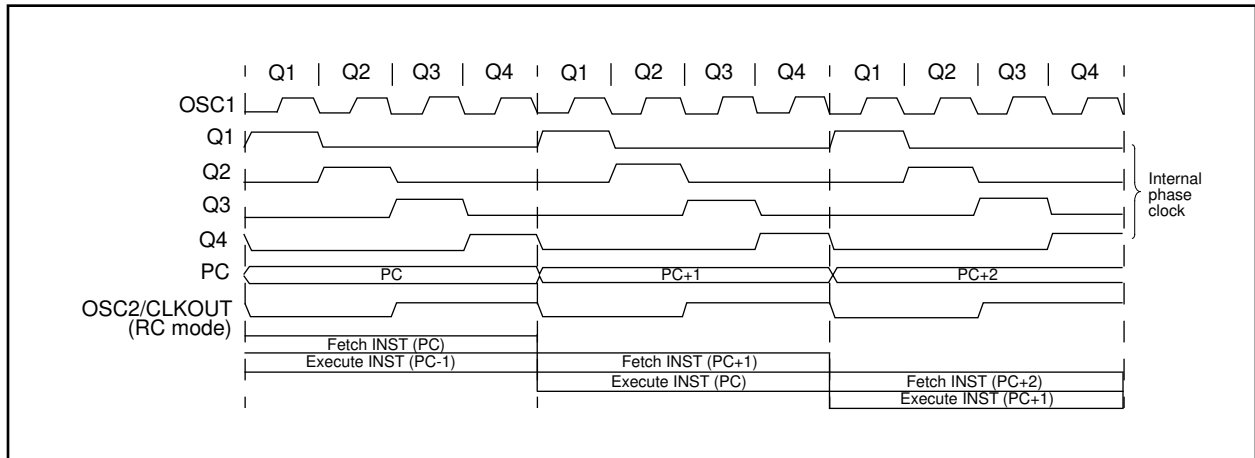 Q1 | Q2 | Q3 | Q4 | Q1 | Q2 | Q3 | Q4 | Q1 | Q2 | Q3 | Q4
OSC1
Q1
Q2
Q3
Q4
Internal
phase
clock
PC PC PC+1 PC+2
OSC2/CLKOUT
(RC mode)
Fetch INST (PC)
Execute INST (PC-1) Fetch INST (PC+1)
Execute INST (PC) Fetch INST (PC+2)
Execute INST (PC+1)